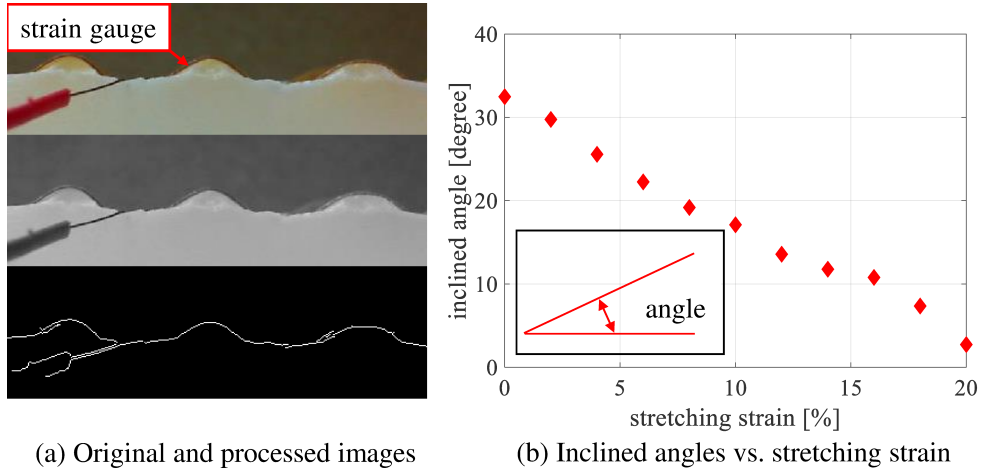 strain gauge
40
30
20
10
0
inclined angle [degree]
angle
0 5 10 15 20
stretching strain [%]
(a) Original and processed images
(b) Inclined angles vs. stretching strain